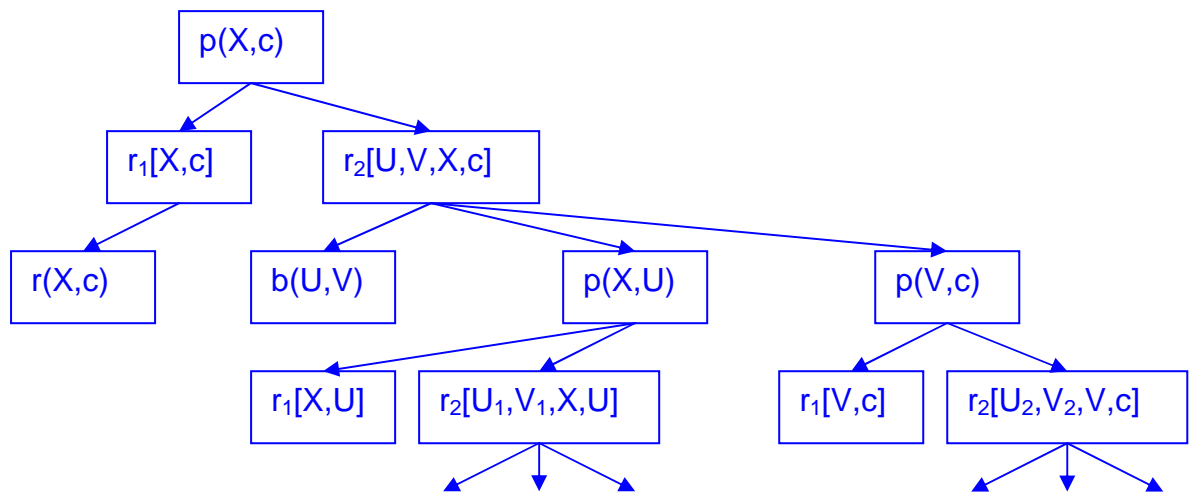 p(X,c)
r₁[X,c]
r₂[U,V,X,c]
r(X,c)
b(U,V)
p(X,U)
p(V,c)
r₁[X,U]
r₂[U₁,V₁,X,U]
r₁[V,c]
r₂[U₂,V₂,V,c]